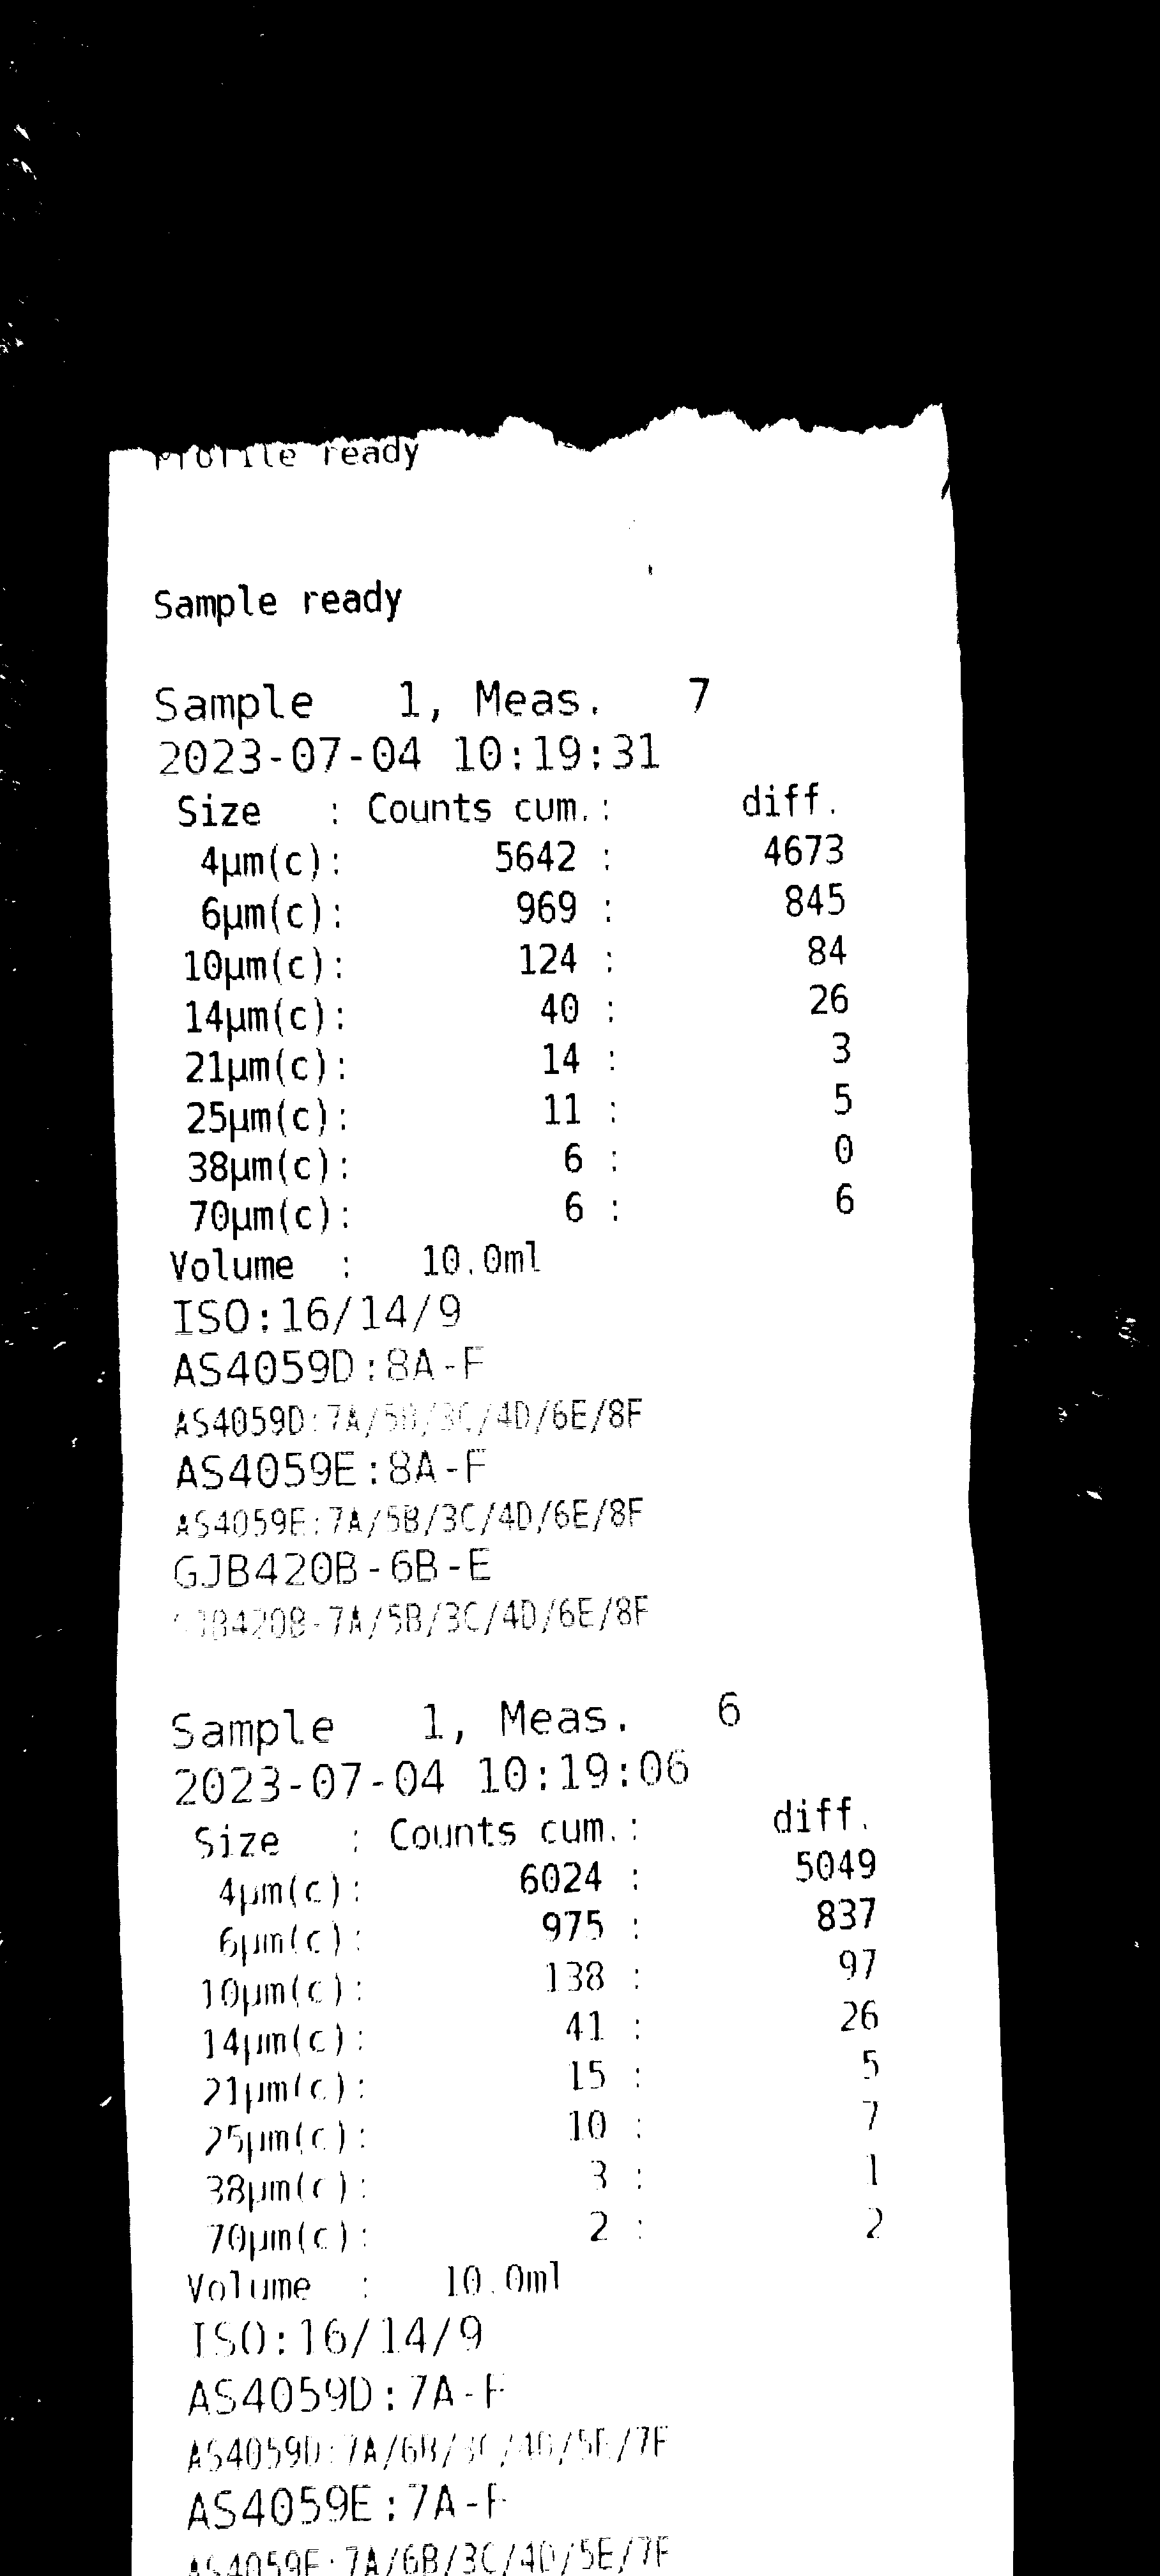 Profile ready
Sample ready
Sample 1, Meas. 7
2023-07-04 10:19:31
Size : Counts cum.: diff.
4µm(c): 5642 : 4673
6µm(c): 969 : 845
10µm(c): 124 : 84
14µm(c): 40 : 26
21µm(c): 14 : 3
25µm(c): 11 : 5
38µm(c): 6 : 0
70µm(c): 6 : 6
Volume : 10.0ml
ISO:16/14/9
AS4059D:8A-F
AS4059D:7A/5B/3C/4D/6E/8F
AS4059E:8A-F
AS4059E:7A/5B/3C/4D/6E/8F
GJB420B-6B-E
GJB420B-7A/5B/3C/4D/6E/8F
Sample 1, Meas. 6
2023-07-04 10:19:06
Size : Counts cum.: diff.
4µm(c): 6024 : 5049
6µm(c): 975 : 837
10µm(c): 138 : 97
14µm(c): 41 : 26
21µm(c): 15 : 5
25µm(c): 10 : 7
38µm(c): 3 : 1
70µm(c): 2 : 2
Volume : 10.0ml
ISO:16/14/9
AS4059D:7A-F
AS4059D:7A/6B/3C/4D/5E/7F
AS4059E:7A-F
AS4059E:7A/6B/3C/4D/5E/7F